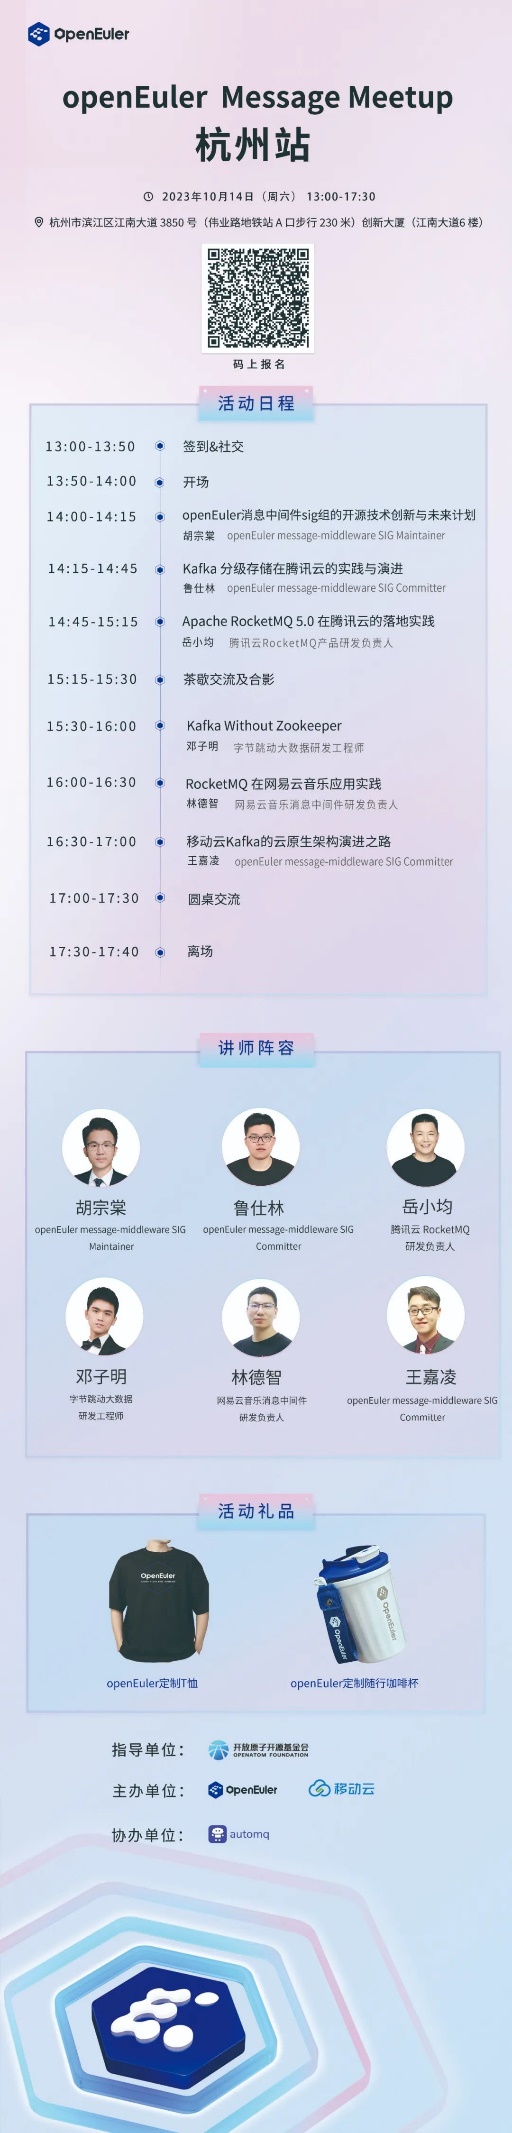 OpenEuler
openEuler Message Meetup
杭州站
2023年10月14日（周六） 13:00-17:30
杭州市滨江区江南大道 3850 号（伟业路地铁站 A 口步行 230 米）创新大厦（江南大道6 楼）
码上报名
活动日程
13:00-13:50 签到&社交
13:50-14:00 开场
14:00-14:15 openEuler消息中间件sig组的开源技术创新与未来计划
胡宗棠 openEuler message-middleware SIG Maintainer
14:15-14:45 Kafka 分级存储在腾讯云的实践与演进
鲁仕林 openEuler message-middleware SIG Committer
14:45-15:15 Apache RocketMQ 5.0 在腾讯云的落地实践
岳小均 腾讯云RocketMQ产品研发负责人
15:15-15:30 茶歇交流及合影
15:30-16:00 Kafka Without Zookeeper
邓子明 字节跳动大数据研发工程师
16:00-16:30 RocketMQ 在网易云音乐应用实践
林德智 网易云音乐消息中间件研发负责人
16:30-17:00 移动云Kafka的云原生架构演进之路
王嘉凌 openEuler message-middleware SIG Committer
17:00-17:30 圆桌交流
17:30-17:40 离场
讲师阵容
胡宗棠
openEuler message-middleware SIG
Maintainer
鲁仕林
openEuler message-middleware SIG
Committer
岳小均
腾讯云 RocketMQ
研发负责人
邓子明
字节跳动大数据
研发工程师
林德智
网易云音乐消息中间件
研发负责人
王嘉凌
openEuler message-middleware SIG
Committer
活动礼品
OpenEuler
OpenEuler
OpenEuler
openEuler定制T恤
openEuler定制随行咖啡杯
指导单位： 开放原子开源基金会
OPENATOM FOUNDATION
主办单位： OpenEuler 移动云
协办单位： automq